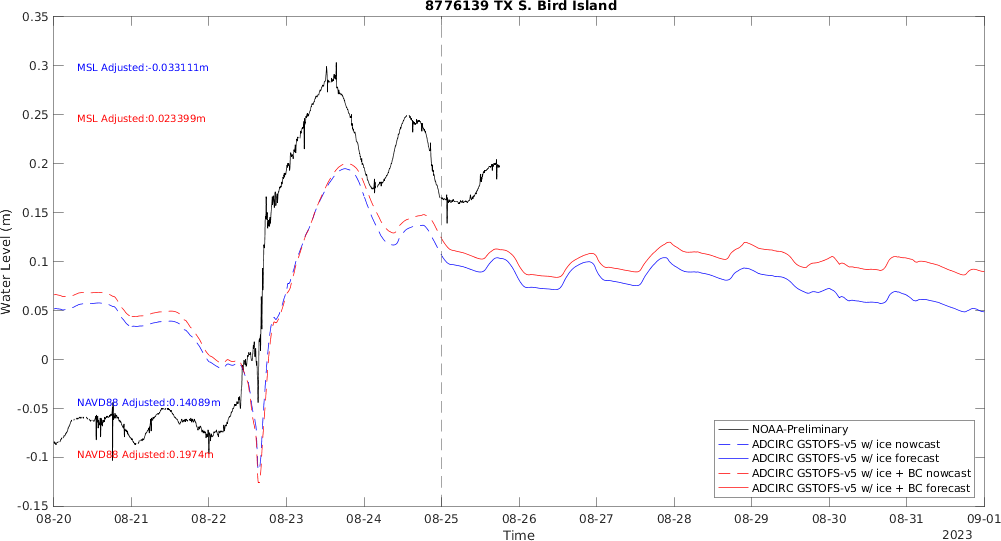 8776139 TX S. Bird Island
0.35
0.3
0.25
0.2
0.15
0.1
0.05
0
-0.05
-0.1
-0.15
Water Level (m)
MSL Adjusted:-0.033111m
MSL Adjusted:0.023399m
NAVD88 Adjusted:0.14089m
NAVD88 Adjusted:0.1974m
NOAA-Preliminary
ADCIRC GSTOFS-v5 w/ ice nowcast
ADCIRC GSTOFS-v5 w/ ice forecast
ADCIRC GSTOFS-v5 w/ ice + BC nowcast
ADCIRC GSTOFS-v5 w/ ice + BC forecast
08-20 08-21 08-22 08-23 08-24 08-25 08-26 08-27 08-28 08-29 08-30 08-31 09-01
Time
2023